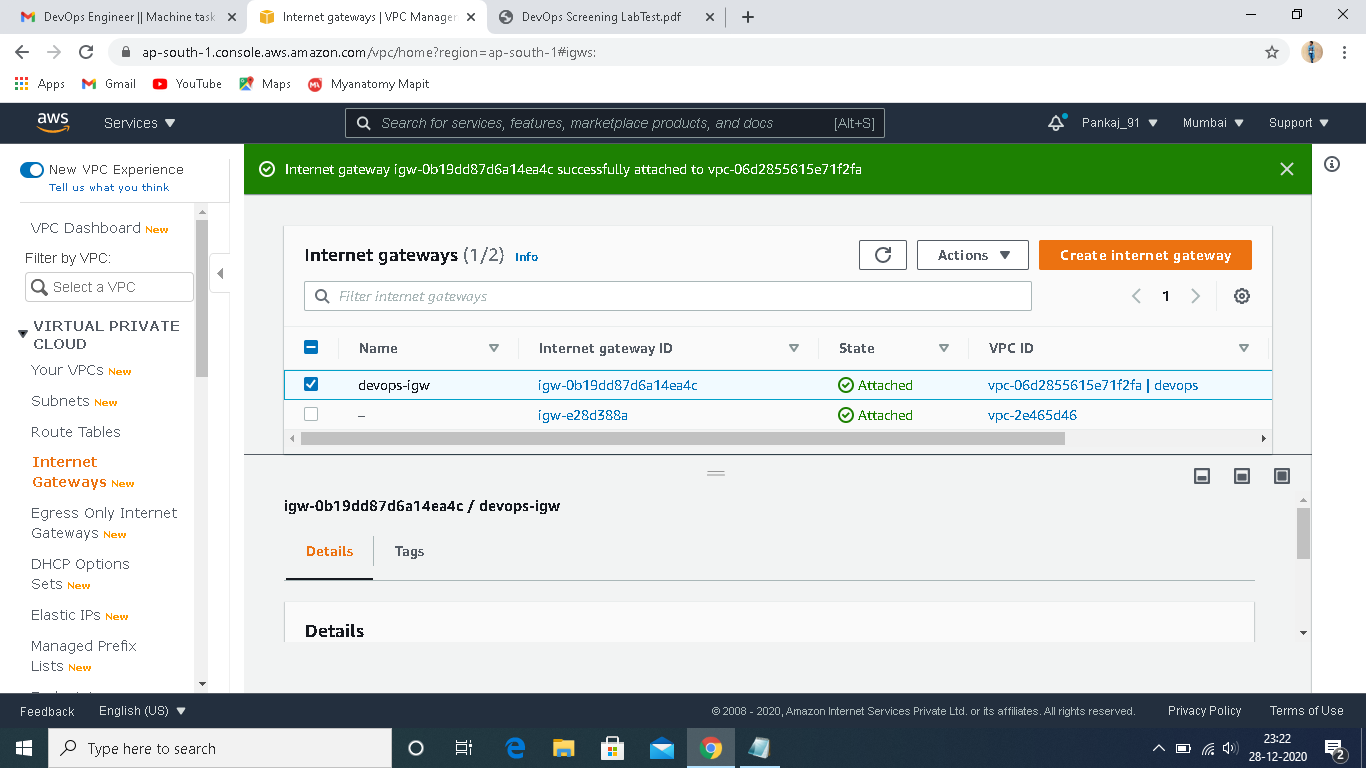 DevOps Engineer || Machine task
Internet gateways | VPC Manager
DevOps Screening LabTest.pdf
ap-south-1.console.aws.amazon.com/vpc/home?region=ap-south-1#igws:
Apps
Gmail
YouTube
Maps
Myanatomy Mapit
aws
Services
Search for services, features, marketplace products, and docs
[Alt+S]
Pankaj_91
Mumbai
Support
New VPC Experience
Tell us what you think
VPC Dashboard New
Filter by VPC:
Select a VPC
VIRTUAL PRIVATE
CLOUD
Your VPCs New
Subnets New
Route Tables
Internet
Gateways New
Egress Only Internet
Gateways New
DHCP Options
Sets New
Elastic IPs New
Managed Prefix
Lists New
Internet gateway igw-0b19dd87d6a14ea4c successfully attached to vpc-06d2855615e71f2fa
Internet gateways (1/2) Info
Actions
Create internet gateway
Filter internet gateways
1
Name
Internet gateway ID
State
VPC ID
devops-igw
igw-0b19dd87d6a14ea4c
Attached
vpc-06d2855615e71f2fa | devops
–
igw-e28d388a
Attached
vpc-2e465d46
igw-0b19dd87d6a14ea4c / devops-igw
Details
Tags
Details
Feedback
English (US)
© 2008 - 2020, Amazon Internet Services Private Ltd. or its affiliates. All rights reserved.
Privacy Policy
Terms of Use
Type here to search
23:22
28-12-2020
2